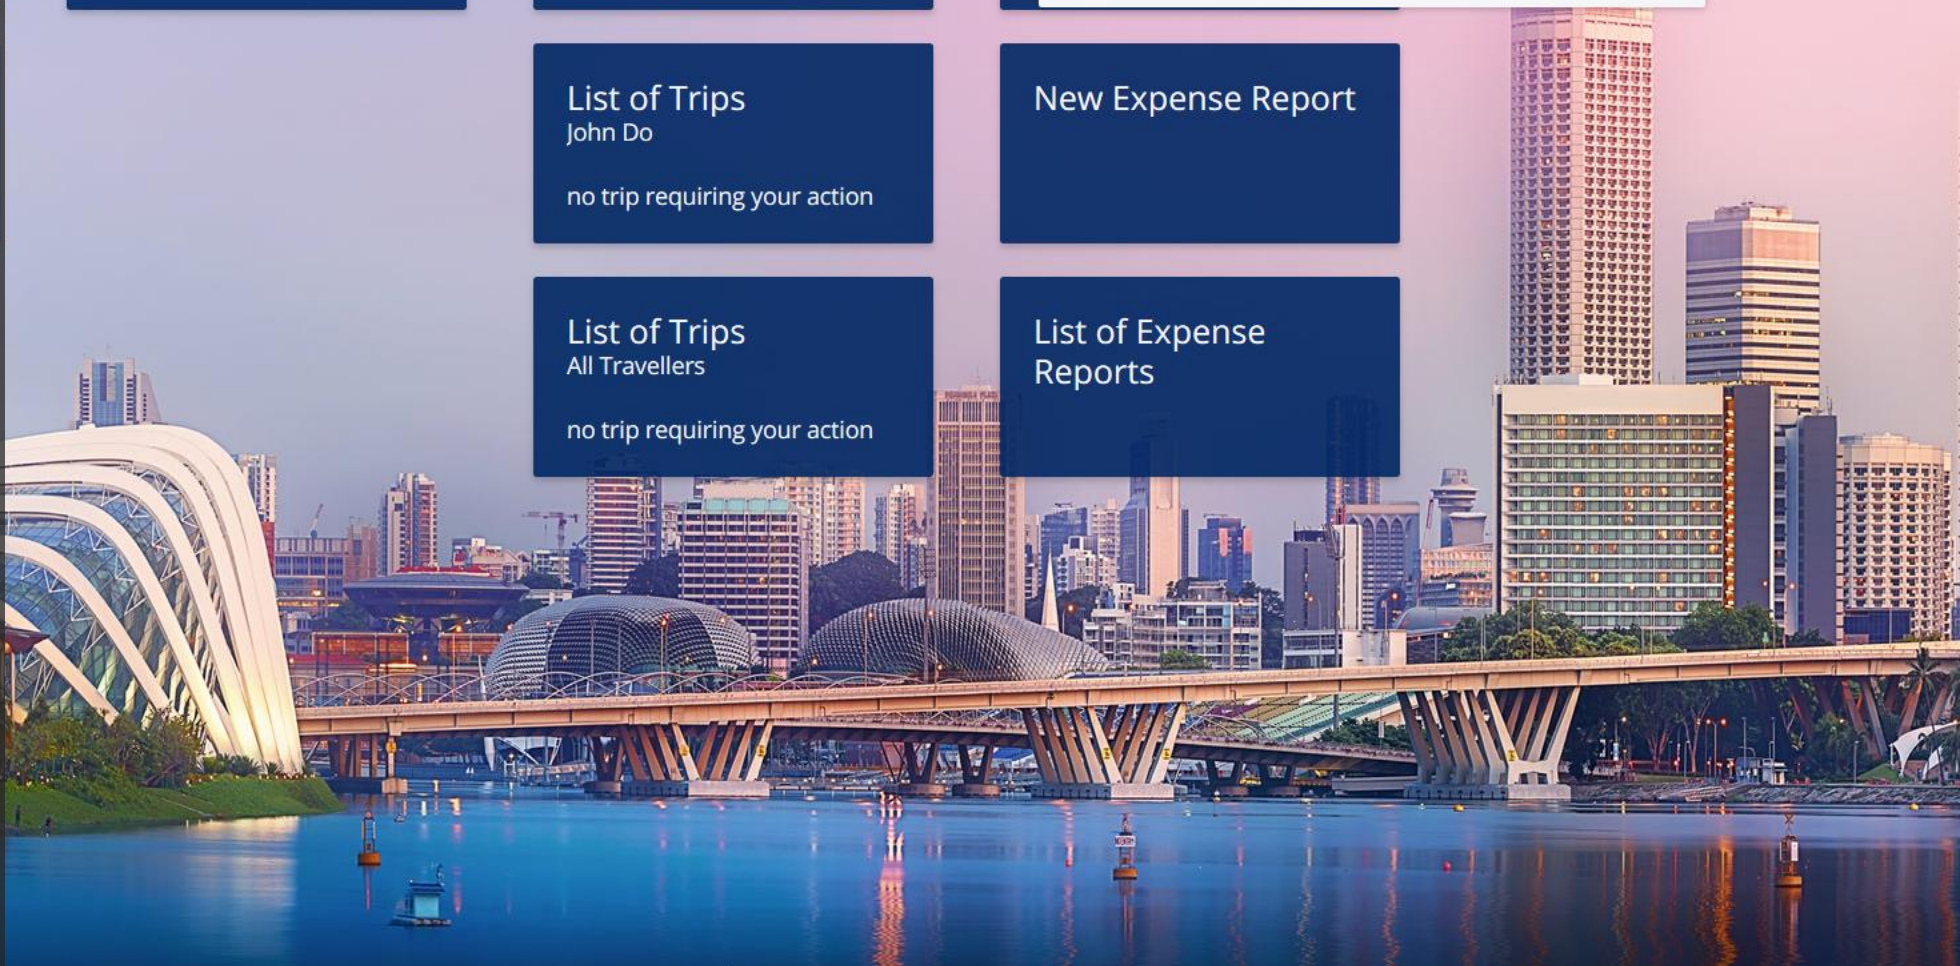 List of Trips
John Do
no trip requiring your action
New Expense Report
List of Trips
All Travellers
no trip requiring your action
List of Expense
Reports